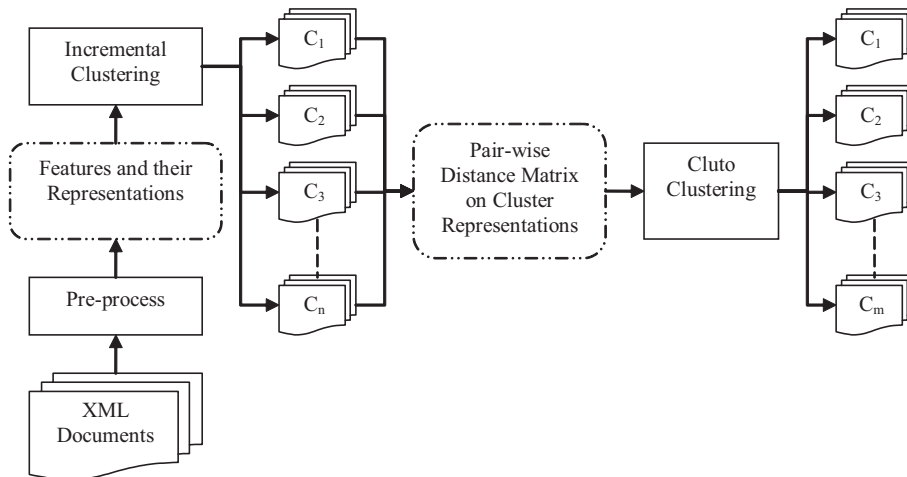 Incremental
Clustering
Features and their
Representations
Pre-process
XML
Documents
C1
C2
C3
Cn
Pair-wise
Distance Matrix
on Cluster
Representations
Cluto
Clustering
C1
C2
C3
Cm